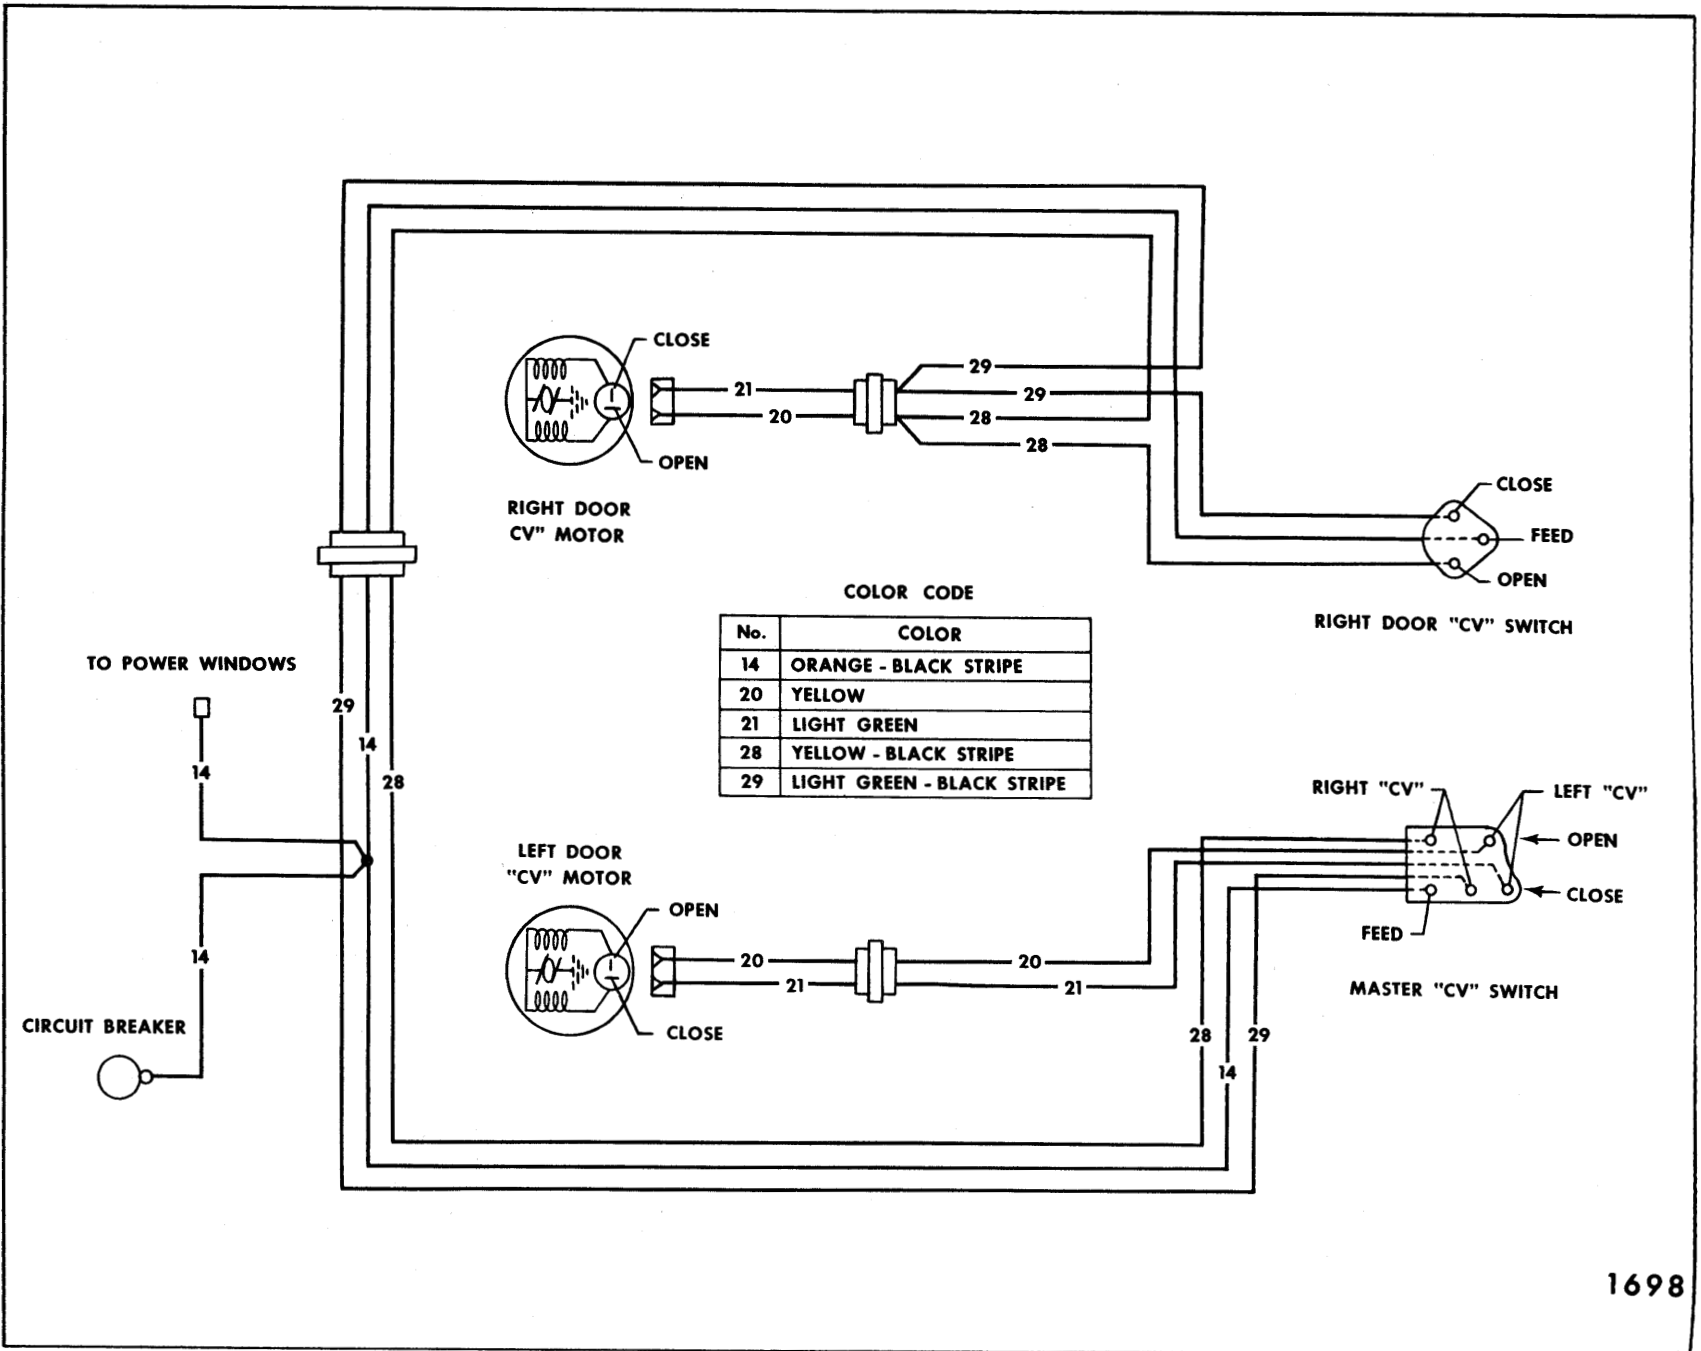 CLOSE
29
21
29
20
28
28
OPEN
RIGHT DOOR
CV" MOTOR
CLOSE
FEED
OPEN
RIGHT DOOR "CV" SWITCH
COLOR CODE
No. COLOR
14 ORANGE - BLACK STRIPE
20 YELLOW
21 LIGHT GREEN
28 YELLOW - BLACK STRIPE
29 LIGHT GREEN - BLACK STRIPE
TO POWER WINDOWS
29
14
14
28
RIGHT "CV"
LEFT "CV"
OPEN
CLOSE
FEED
MASTER "CV" SWITCH
LEFT DOOR
"CV" MOTOR
OPEN
20
20
21
21
CLOSE
14
CIRCUIT BREAKER
28
29
14
1698